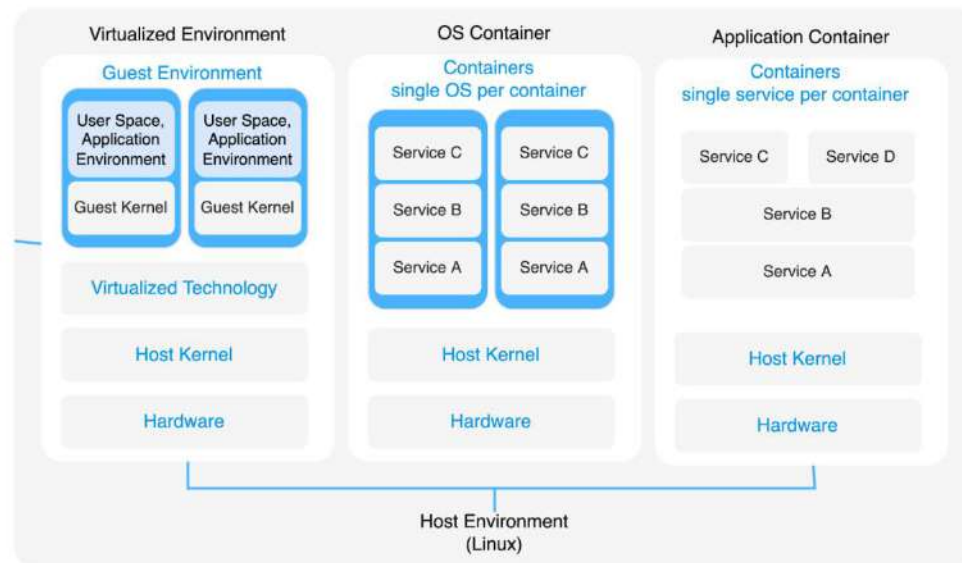 Virtualized Environment
Guest Environment
User Space,
Application
Environment
Guest Kernel
User Space,
Application
Environment
Guest Kernel
Virtualized Technology
Host Kernel
Hardware
OS Container
Containers
single OS per container
Service C
Service B
Service A
Service C
Service B
Service A
Host Kernel
Hardware
Application Container
Containers
single service per container
Service C
Service D
Service B
Service A
Host Kernel
Hardware
Host Environment
(Linux)